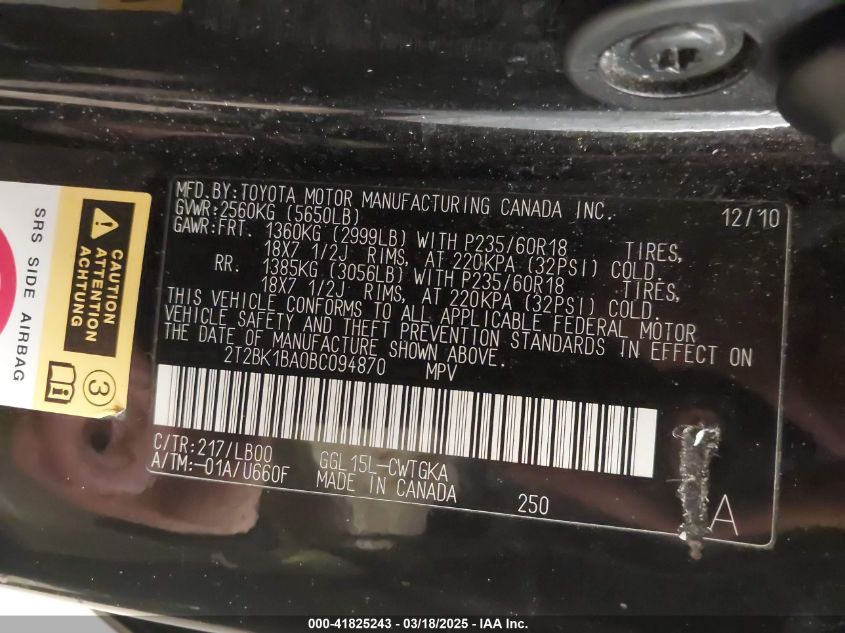 MFD. BY: TOYOTA MOTOR MANUFACTURING CANADA INC. 12/10
GVWR: 2560KG (5650LB)
GAWR: FRT. 1360KG (2999LB) WITH P235/60R18 TIRES,
18X7 1/2J RIMS, AT 220KPA (32PSI) COLD.
RR. 1385KG (3056LB) WITH P235/60R18 TIRES,
18X7 1/2J RIMS, AT 220KPA (32PSI) COLD.
THIS VEHICLE CONFORMS TO ALL APPLICABLE FEDERAL MOTOR
VEHICLE SAFETY AND THEFT PREVENTION STANDARDS IN EFFECT ON
THE DATE OF MANUFACTURE SHOWN ABOVE.
2T2BK1BA0BC094870 MPV
C/TR: 217/LB00 GGL15L-CWTGKA
A/TM:-01A/U660F MADE IN CANADA 250 A
SRS SIDE AIRBAG
CAUTION
ATTENTION
ACHTUNG
3
000-41825243 - 03/18/2025 - IAA Inc.